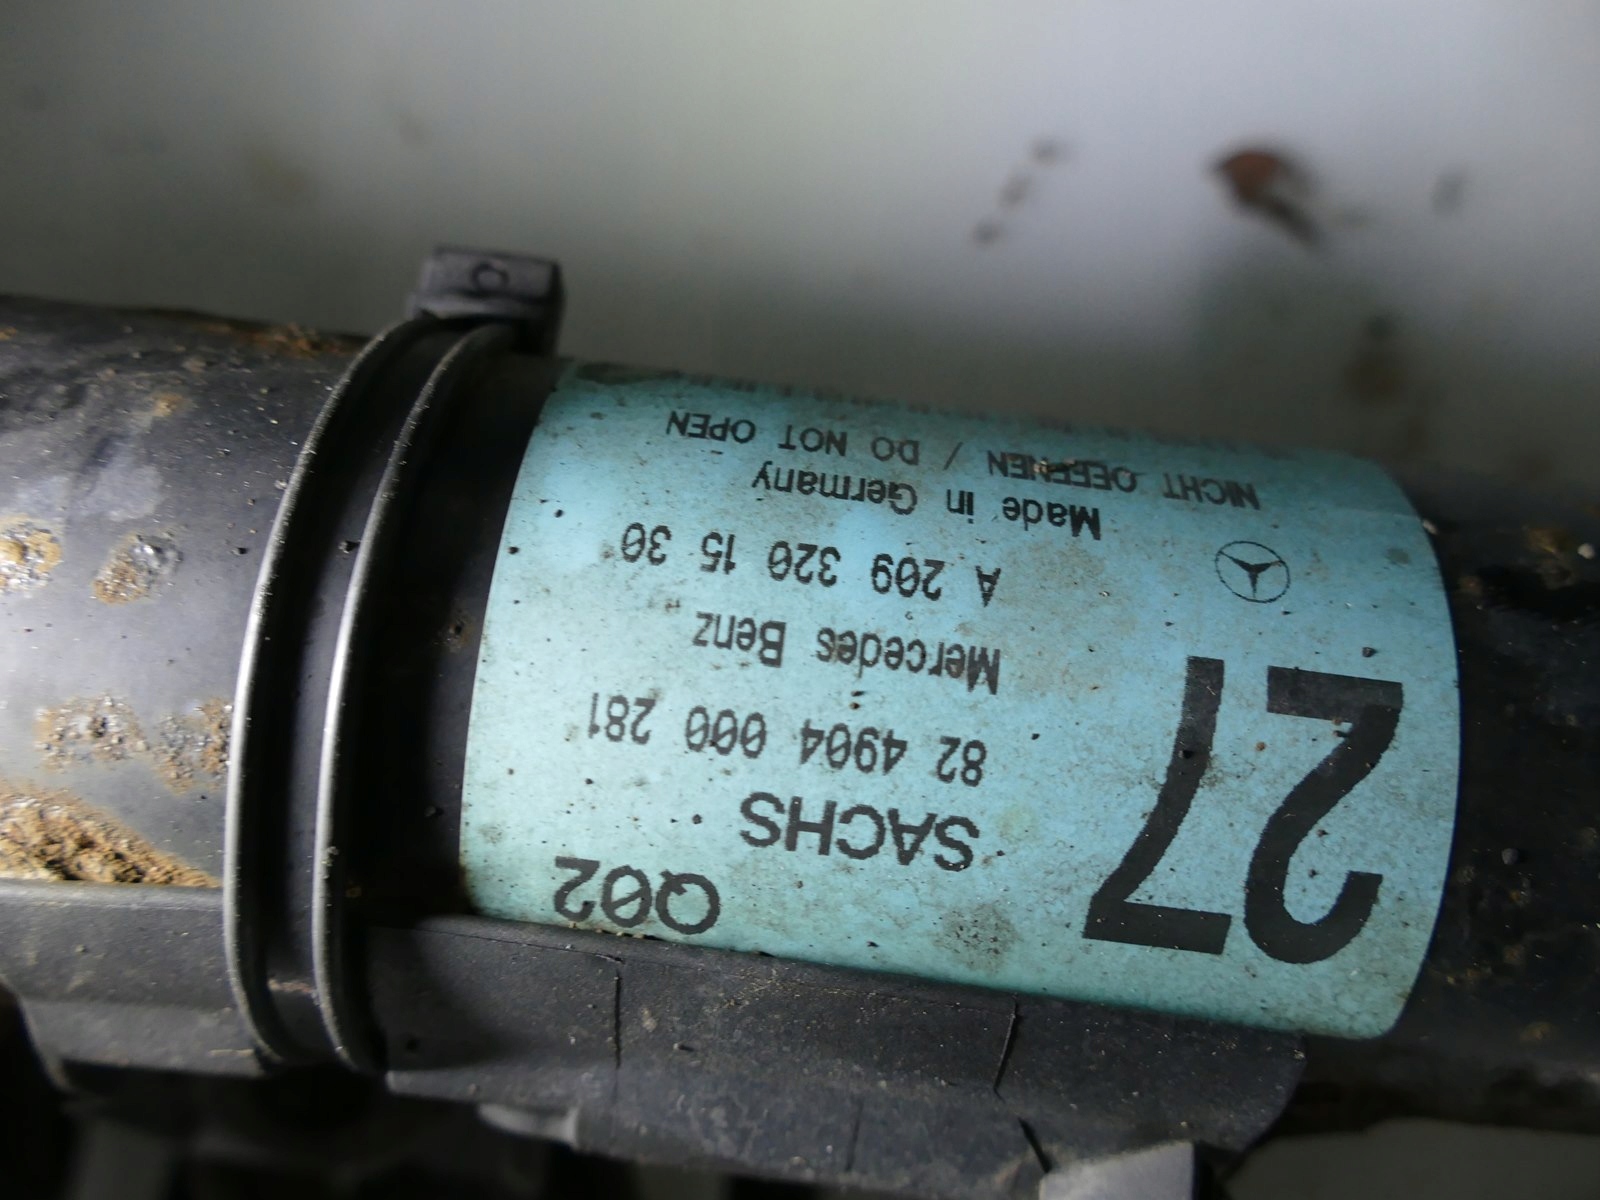 Q02
SACHS
82 4904 000 281
27
Mercedes Benz
A 209 320 15 30
Made in Germany
NICHT OEFFNEN / DO NOT OPEN